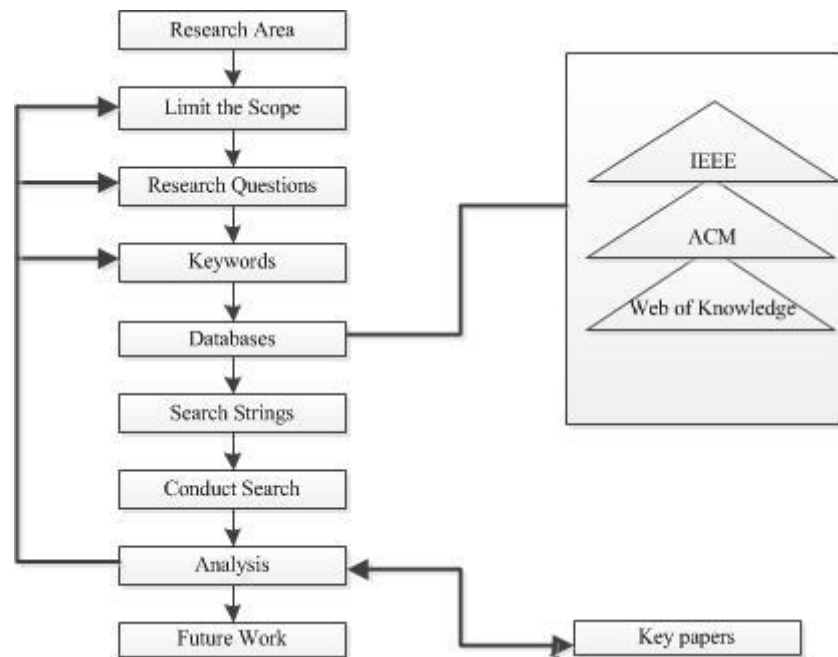 Research Area
Limit the Scope
Research Questions
Keywords
Databases
Search Strings
Conduct Search
Analysis
Future Work
IEEE
ACM
Web of Knowledge
Key papers